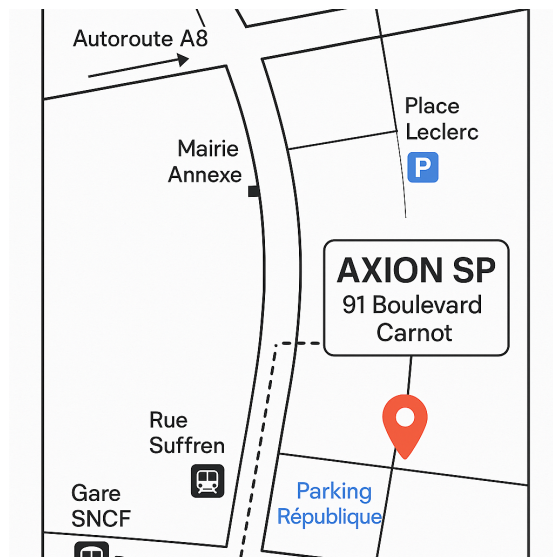 Autoroute A8
Place
Leclerc
P
Mairie
Annexe
AXION SP
91 Boulevard
Carnot
Rue
Suffren
Gare
SNCF
Parking
République